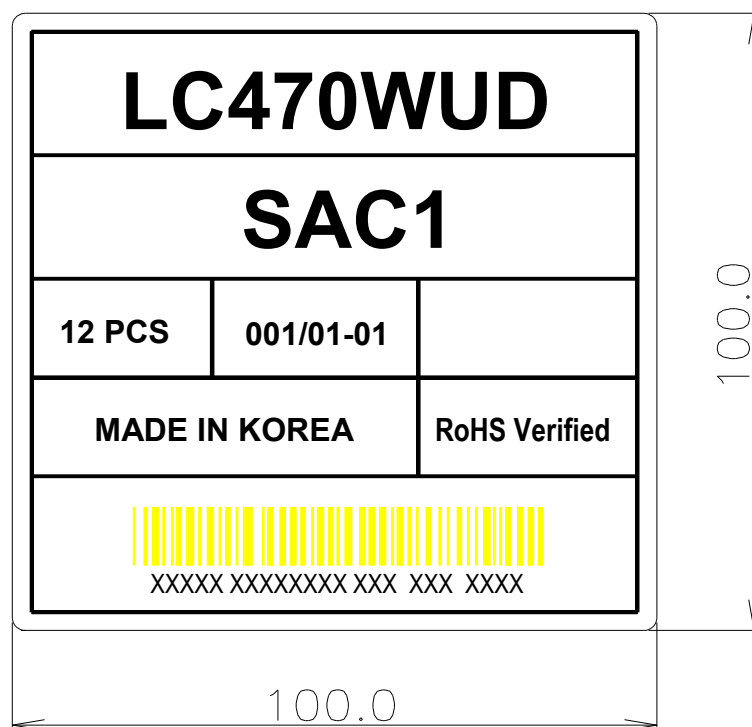 LC470WUD
SAC1
12 PCS 001/01-01
MADE IN KOREA RoHS Verified
XXXXX XXXXXXXX XXX XXX XXXX
100.0
100.0